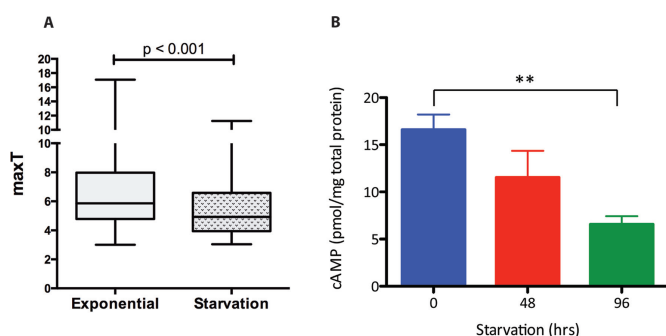 A
p < 0.001
20
18
16
14
12
10
10
8
6
4
2
0
maxT
Exponential
Starvation
B
**
20
15
10
5
0
cAMP (pmol/mg total protein)
0
48
96
Starvation (hrs)